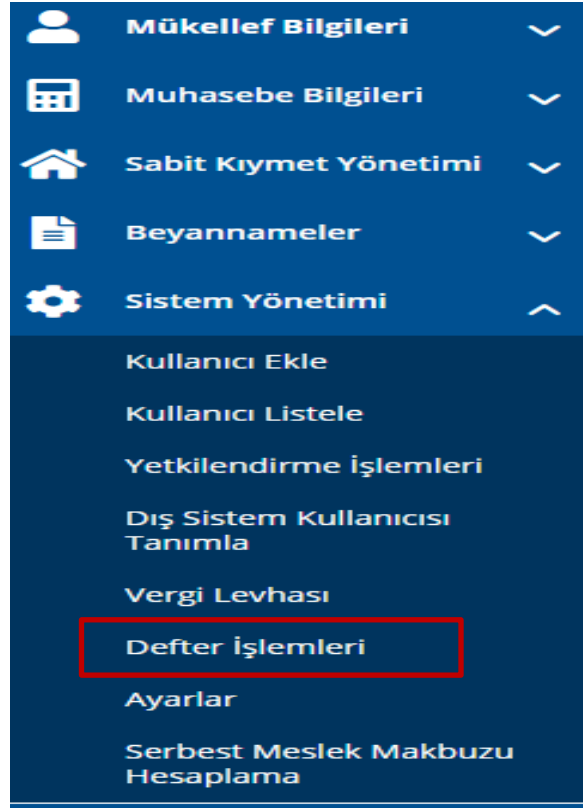 Mükellef Bilgileri
Muhasebe Bilgileri
Sabit Kıymet Yönetimi
Beyannameler
Sistem Yönetimi
Kullanıcı Ekle
Kullanıcı Listele
Yetkilendirme İşlemleri
Dış Sistem Kullanıcısı
Tanımla
Vergi Levhası
Defter İşlemleri
Ayarlar
Serbest Meslek Makbuzu
Hesaplama